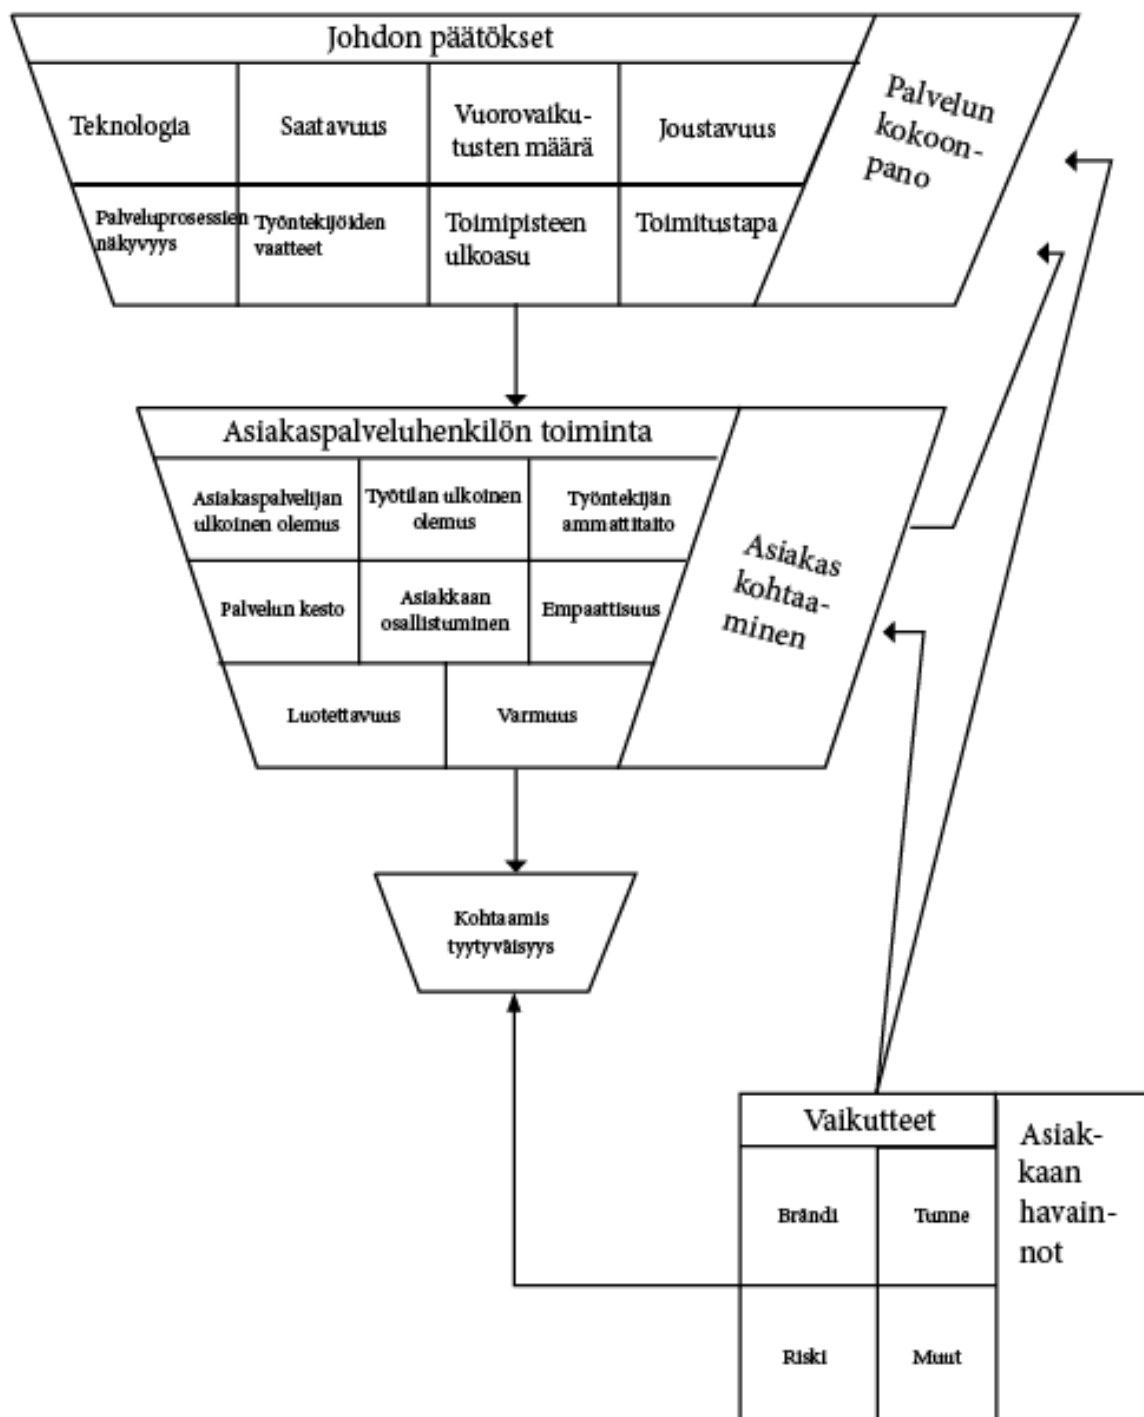 Johdon päätökset
Teknologia
Saatavuus
Vuorovaiku-
tusten määrä
Joustavuus
Palvelun
kokoon-
pano
Palveluprosessien
näkyvyys
Työntekijöiden
vaatteet
Toimipisteen
ulkoasu
Toimitustapa
Asiakaspalveluhenkilön toiminta
Asiakaspalvelijan
ulkoinen olemus
Työtilan ulkoinen
olemus
Työntekijän
ammattitaito
Asiakas
kohtaa-
minen
Palvelun kesto
Asiakkaan
osallistuminen
Empaattisuus
Luotettavuus
Varmuus
Kohtaamis
tyytyväisyys
Vaikutteet
Asiak-
kaan
havain-
not
Brändi
Tunne
Riski
Muut